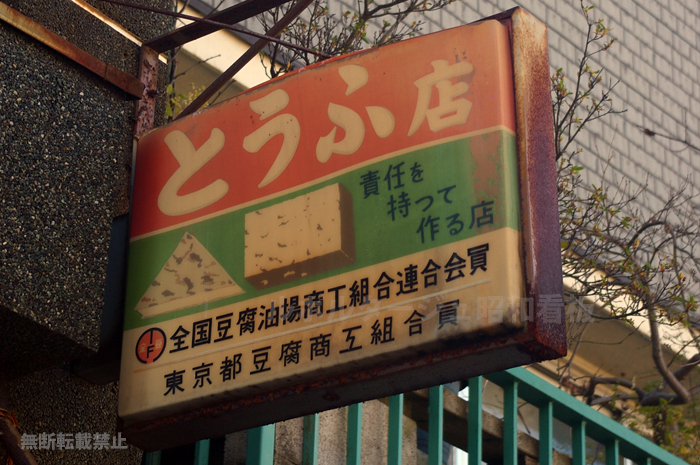 とうふ店
責任を
持つて
作る店
全国豆腐油揚商工組合連合会員
東京都豆腐商工組合員
無断転載禁止